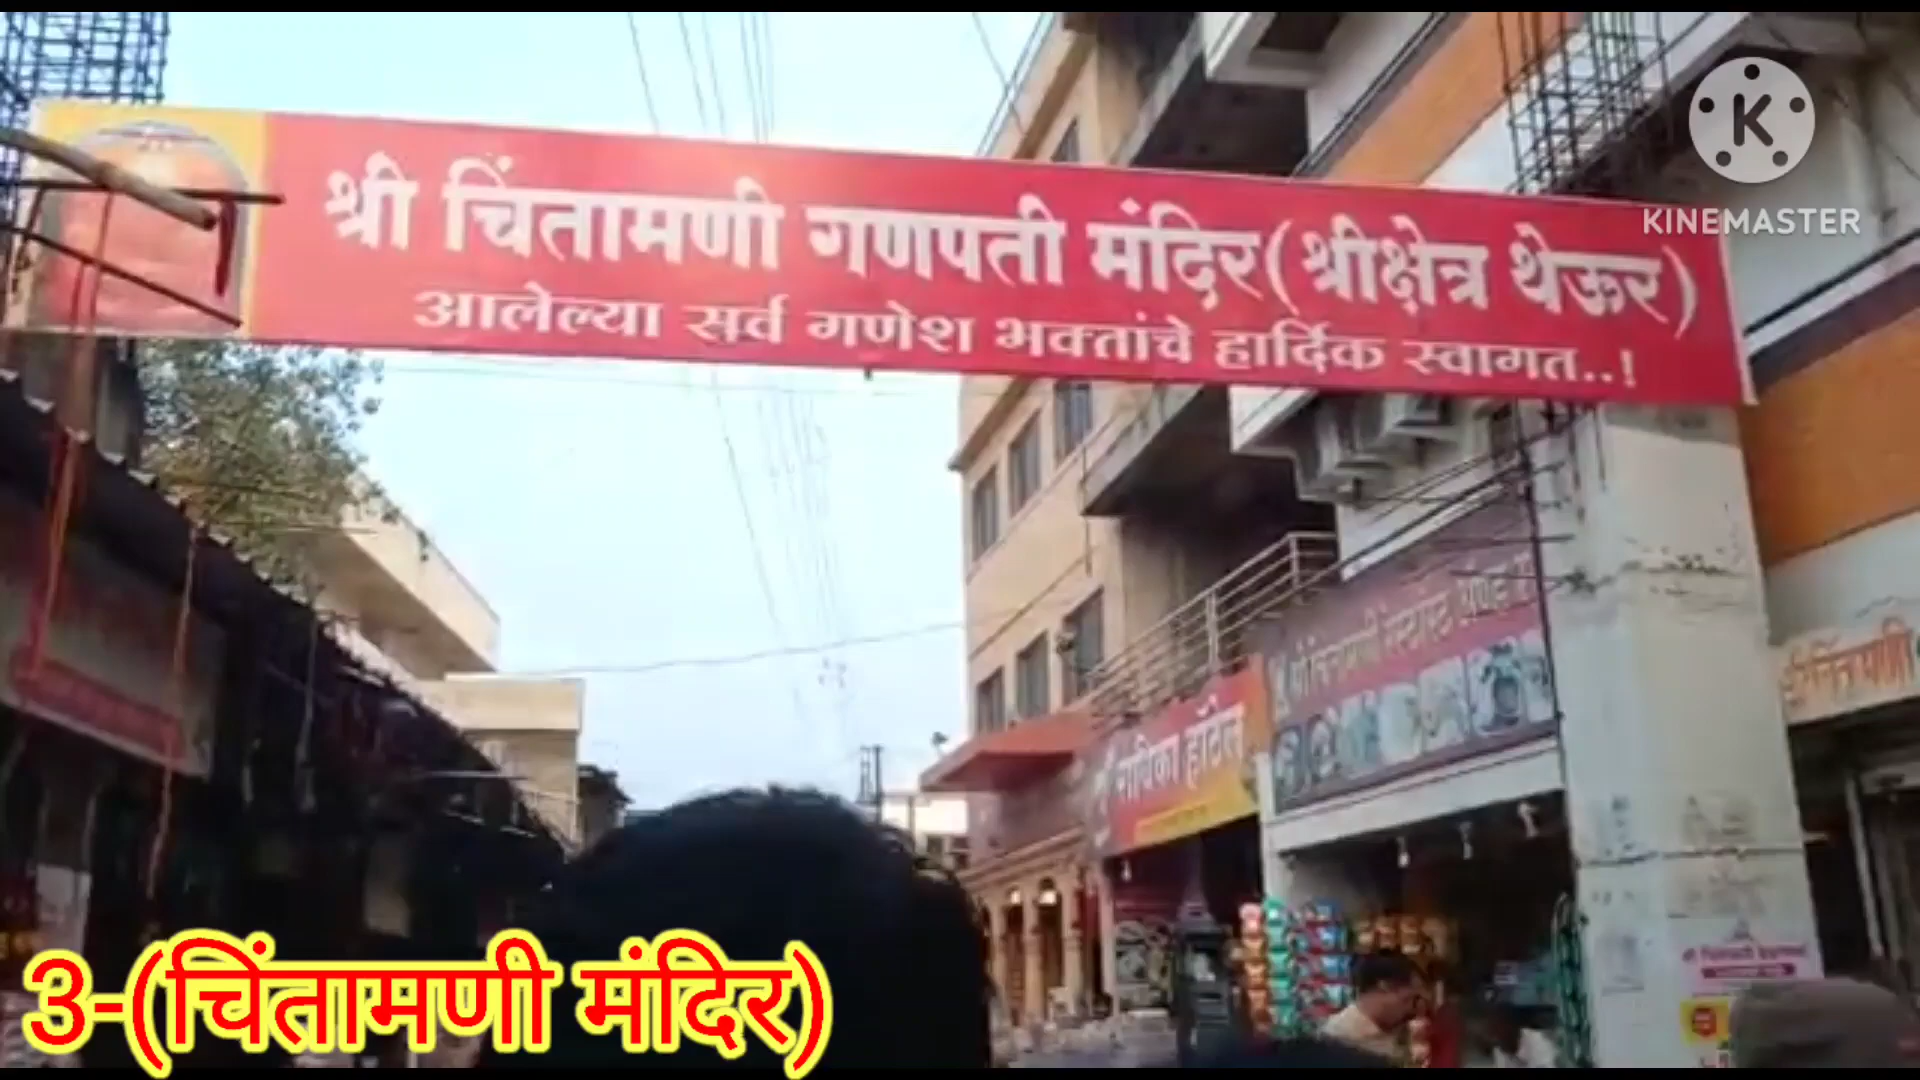 श्री चिंतामणी गणपती मंदिर(श्रीक्षेत्र थेऊर)
आलेल्या सर्व गणेश भक्तांचे हार्दिक स्वागत..!
K
KINEMASTER
हॉटेल
3-(चिंतामणी मंदिर)